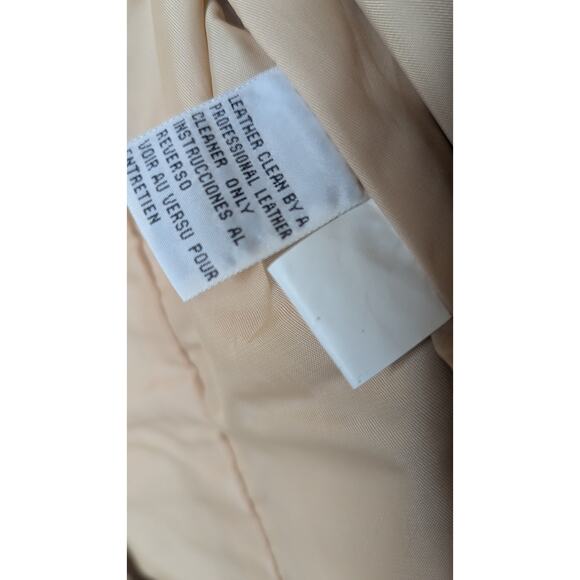 LEATHER CLEAN BY A
PROFESSIONAL LEATHER
CLEANER ONLY
INSTRUCCIONES AL
REVERSO
VOIR AU VERSU POUR
ENTRETIEN